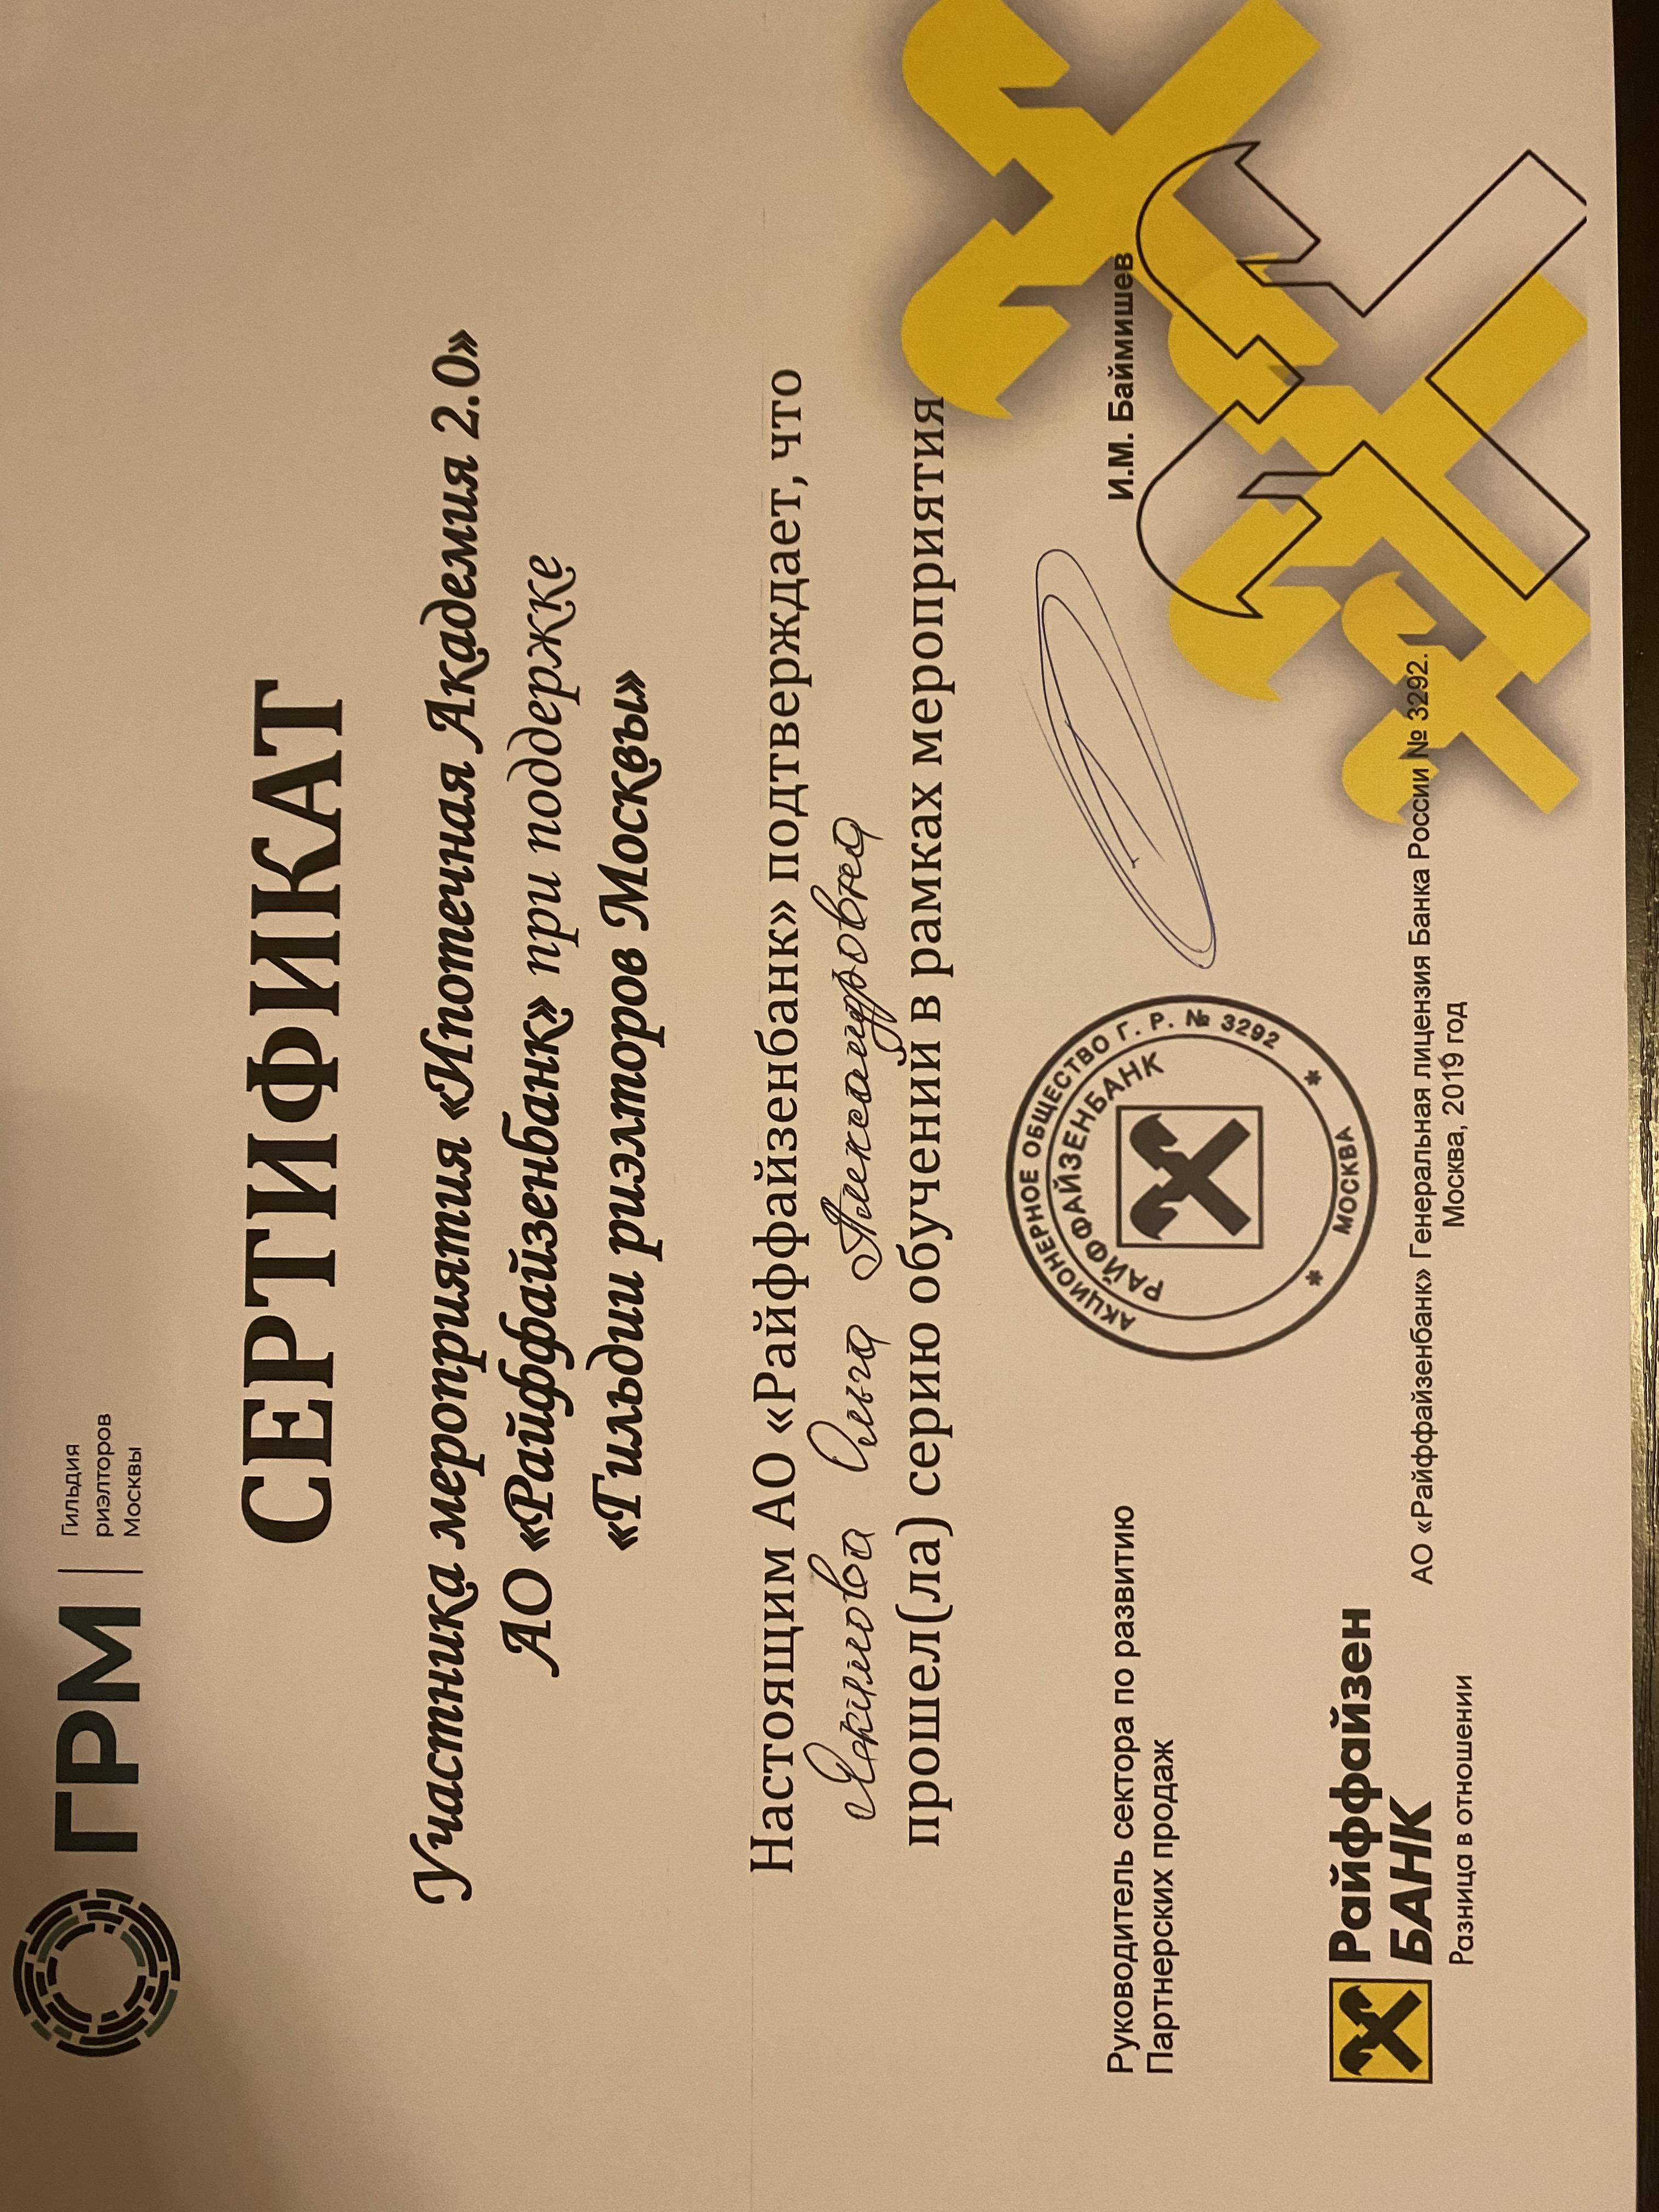 ГРМ
Гильдия
риэлторов
Москвы
СЕРТИФИКАТ
Участника мероприятия «Ипотечная Академия 2.0»
АО «Райффайзенбанк» при поддержке
«Гильдии риэлторов Москвы»
Настоящим АО «Райффайзенбанк» подтверждает, что
Ольга Александровна
прошел(ла) серию обучений в рамках мероприятия
Руководитель сектора по развитию
Партнерских продаж
АКЦИОНЕРНОЕ ОБЩЕСТВО Г. Р. № 3292
РАЙФФАЙЗЕНБАНК
* МОСКВА *
И.М. Баймишев
Райффайзен
БАНК
Разница в отношении
АО «Райффайзенбанк» Генеральная лицензия Банка России № 3292.
Москва, 2019 год